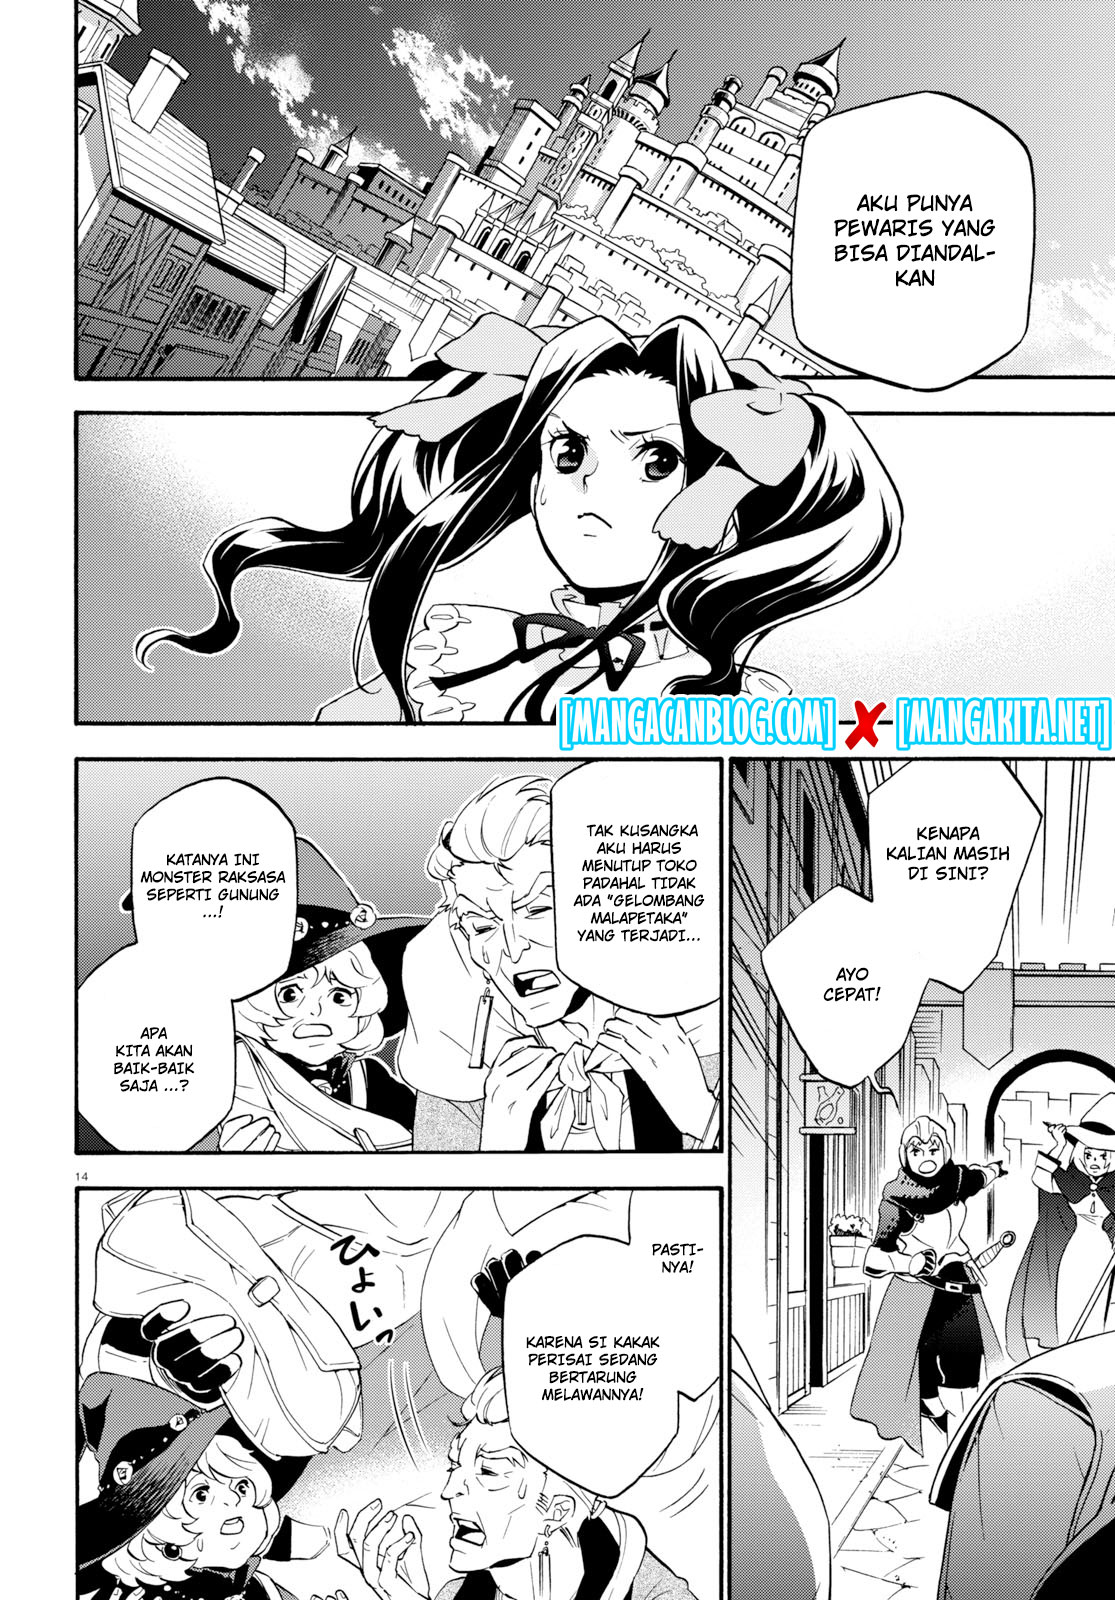 AKU PUNYA
PEWARIS YANG
BISA DIANDAL-
KAN
[MANGACANBLOG.COM] X [MANGAKITA.NET]
KENAPA
KALIAN MASIH
DI SINI?
AYO
CEPAT!
TAK KUSANGKA
AKU HARUS
MENUTUP TOKO
PADAHAL TIDAK
ADA "GELOMBANG
MALAPETAKA"
YANG TERJADI...
KATANYA INI
MONSTER RAKSASA
SEPERTI GUNUNG
...!
APA
KITA AKAN
BAIK-BAIK
SAJA ...?
14
PASTI-
NYA!
ひょいっ
KARENA SI KAKAK
PERISAI SEDANG
BERTARUNG
MELAWANNYA!